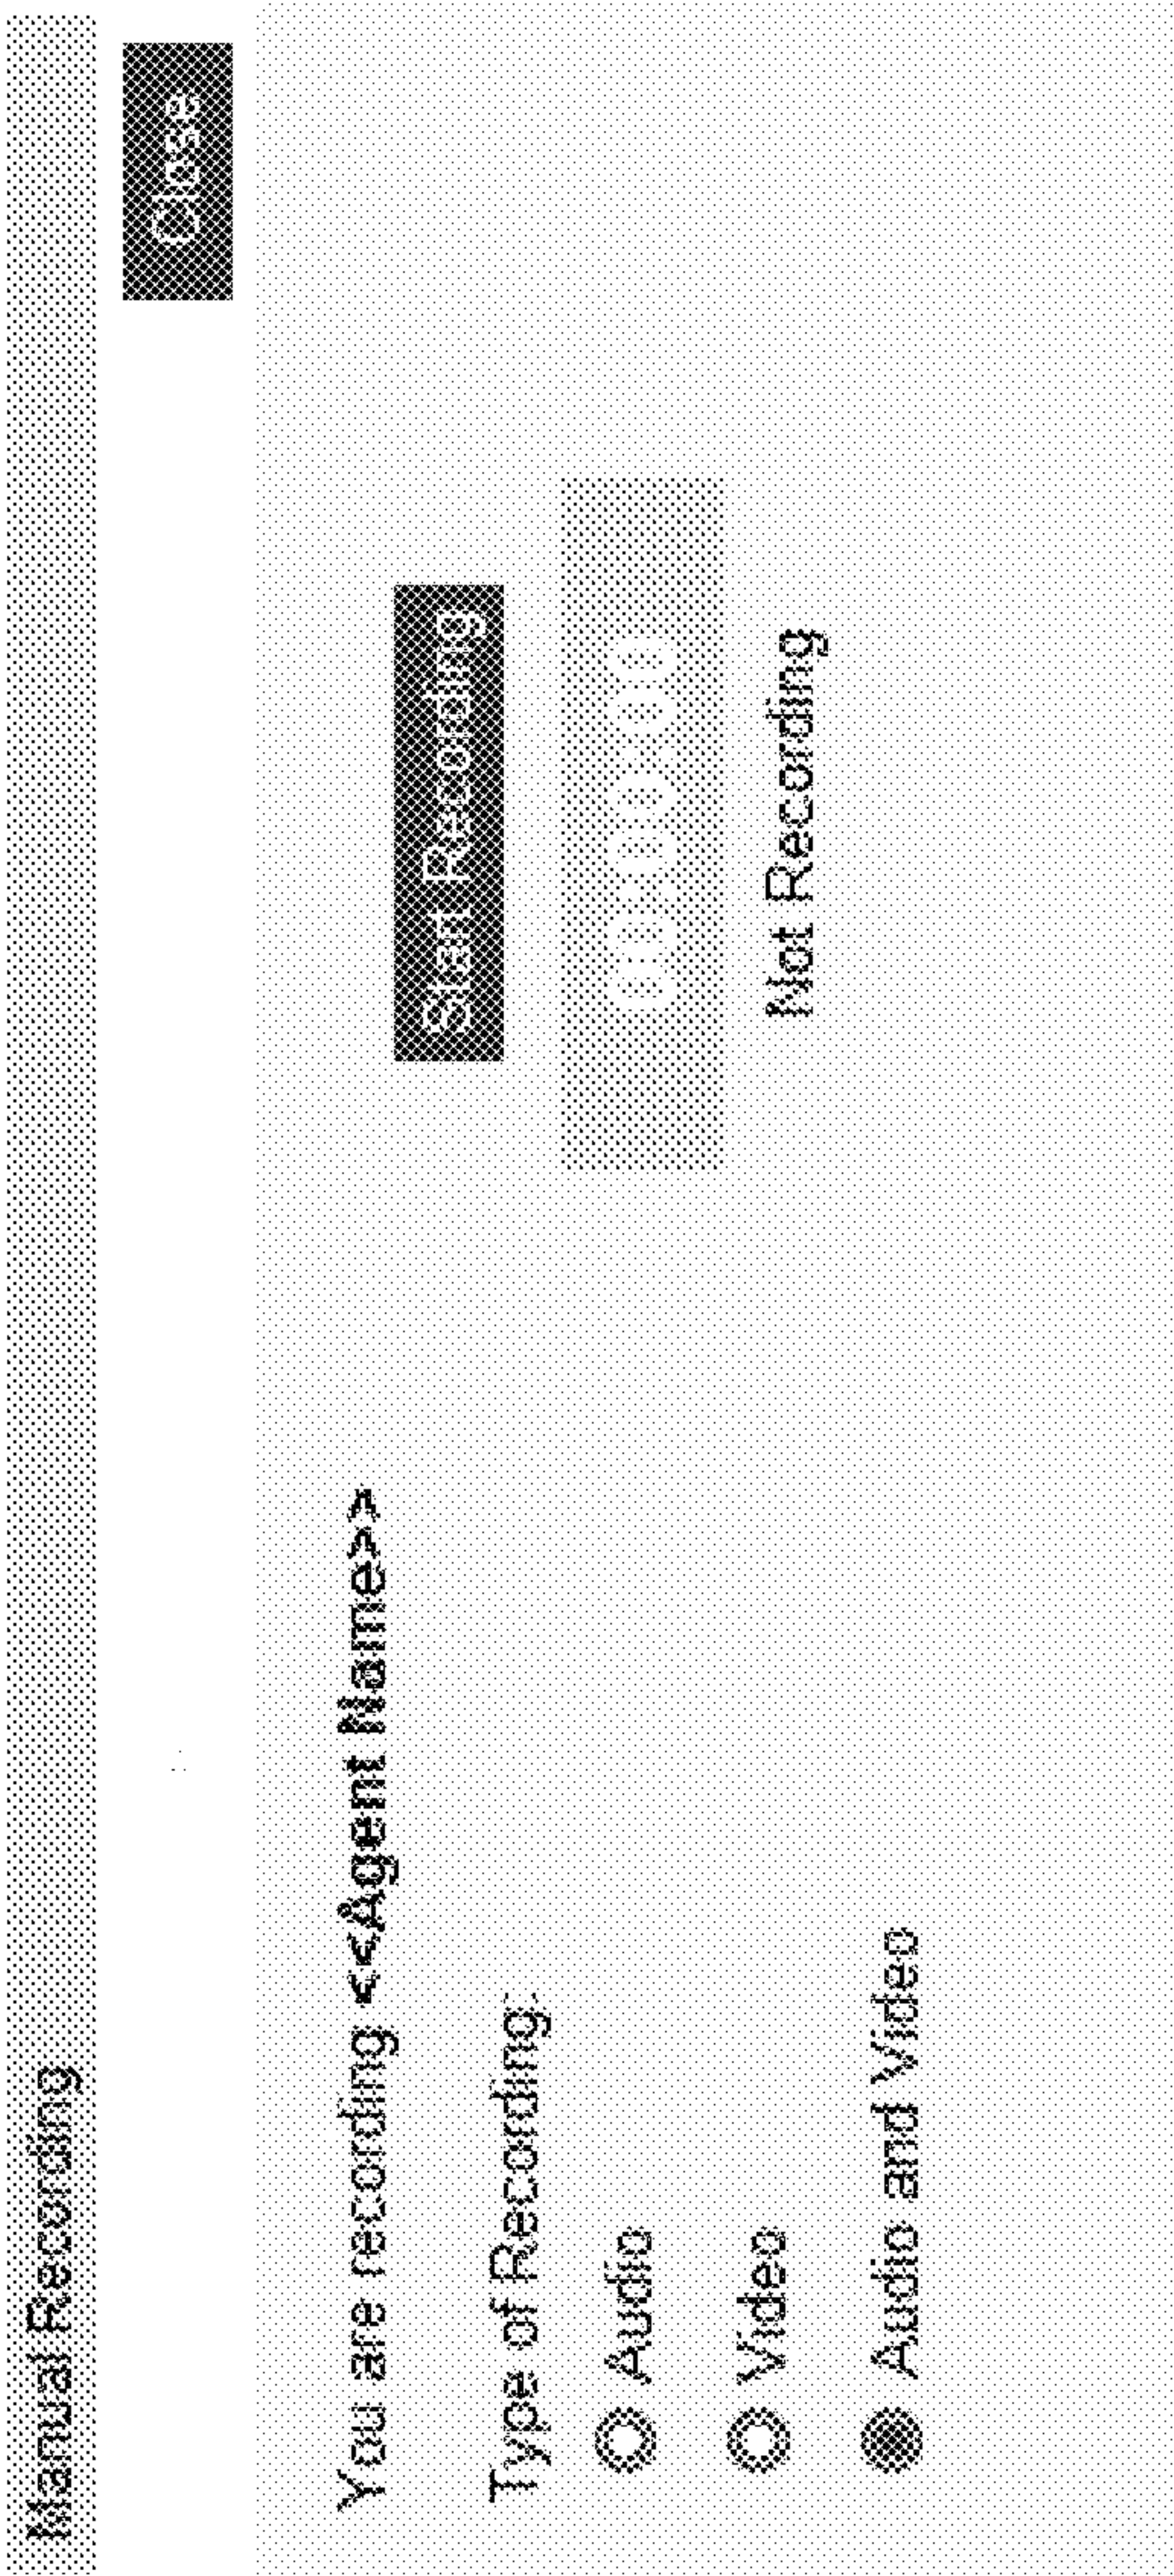 Manual Recording
Close
You are recording <<Agent Name>>
Type of Recording:
Audio
Video
Audio and Video
Start Recording
00:00:00
Not Recording